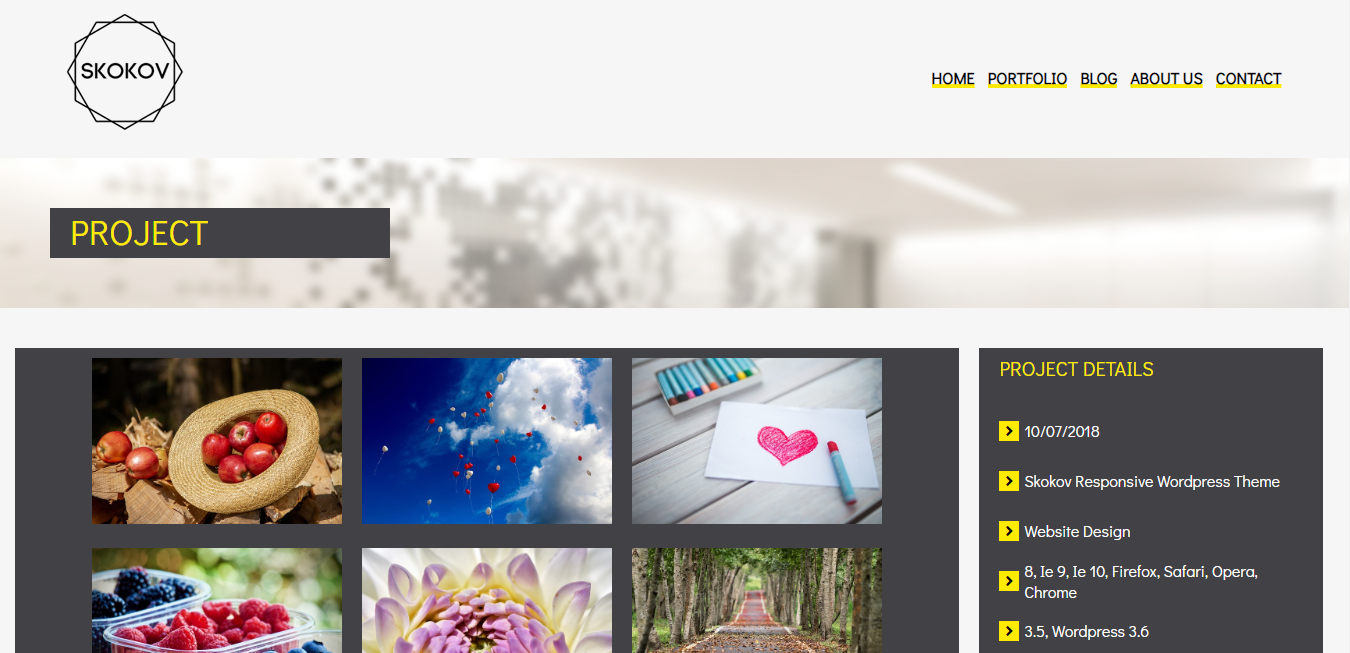 SKOKOV
HOME PORTFOLIO BLOG ABOUT US CONTACT
PROJECT
PROJECT DETAILS
10/07/2018
Skokov Responsive Wordpress Theme
Website Design
8, Ie 9, Ie 10, Firefox, Safari, Opera,
Chrome
3.5, Wordpress 3.6